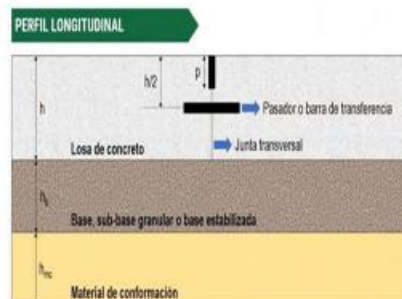 PERFIL LONGITUDINAL
h/2
p
Pasador o barra de transferencia
h
Junta transversal
Losa de concreto
Base, sub-base granular o base estabilizada
hmc
Material de conformación